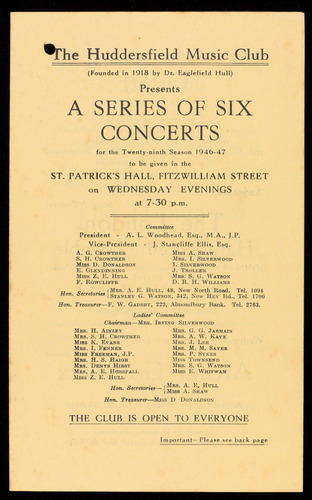 The Huddersfield Music Club
(Founded in 1918 by Dr. Eaglefield Hull)
Presents
A SERIES OF SIX
CONCERTS
for the Twenty-ninth Season 1946-47
to be given in the
ST. PATRICK'S HALL, FITZWILLIAM STREET
on WEDNESDAY EVENINGS
at 7-30 p.m.
Committee
President - A. L. Woodhead, Esq., M.A., J.P.
Vice-President - J. Stancliffe Ellis, Esq.
A. G. Crowther
S. H. Crowther
Miss D. Donaldson
E. Glendinning
Miss Z. E. Hull
F. Rowcliffe
Miss A. Shaw
Mrs. I. Silverwood
I. Silverwood
J. Troller
Mrs. S. G. Watson
D. R. H. Williams
Hon. Secretaries Mrs. A. E. Hull, 48, New North Road. Tel. 1094
Stanley G. Watson, 342, New Hey Rd., Tel. 1706
Hon. Treasurer—F. W. Gadsby, 222, Almondbury Bank. Tel. 2763.
Ladies' Committee
Chairman—Mrs. Irving Silverwood
Mrs. H. Ainley
Mrs. S. H. Crowther
Miss K. Evans
Mrs. I. Fenner
Miss Freeman, J.P.
Mrs. H. S. Haigh
Mrs. Denys Hirst
Mrs. A. E. Horsfall
Miss Z. E. Hull
Mrs. G. G. Jarmain
Mrs. A. W. Kaye
Mrs. J. Lee
Mrs. M. M. Sayer
Mrs. P. Sykes
Miss Townsend
Mrs. S. G. Watson
Miss E. Whitwam
Hon. Secretaries— Mrs. A. E. Hull
Miss A. Shaw
Hon. Treasurer—Miss D Donaldson
THE CLUB IS OPEN TO EVERYONE
Important—Please see back page